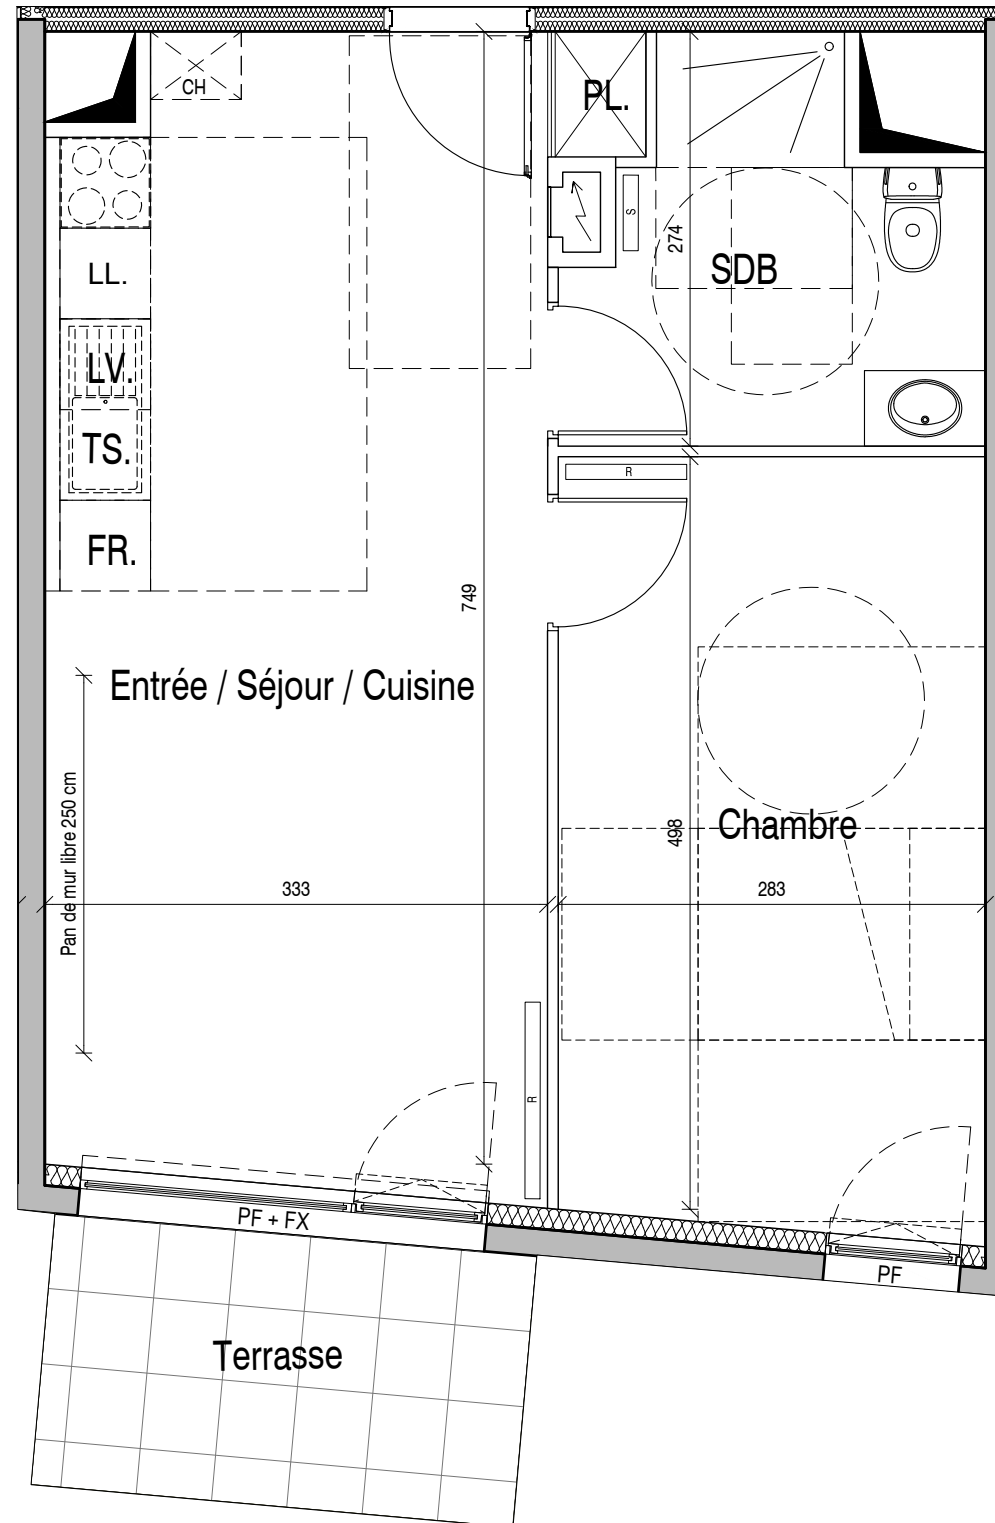 CH
PL.
S
274
SDB
LL.
LV.
TS.
FR.
R
749
Entrée / Séjour / Cuisine
Pan de mur libre 250 cm
Chambre
498
333
283
R
PF + FX
PF
Terrasse